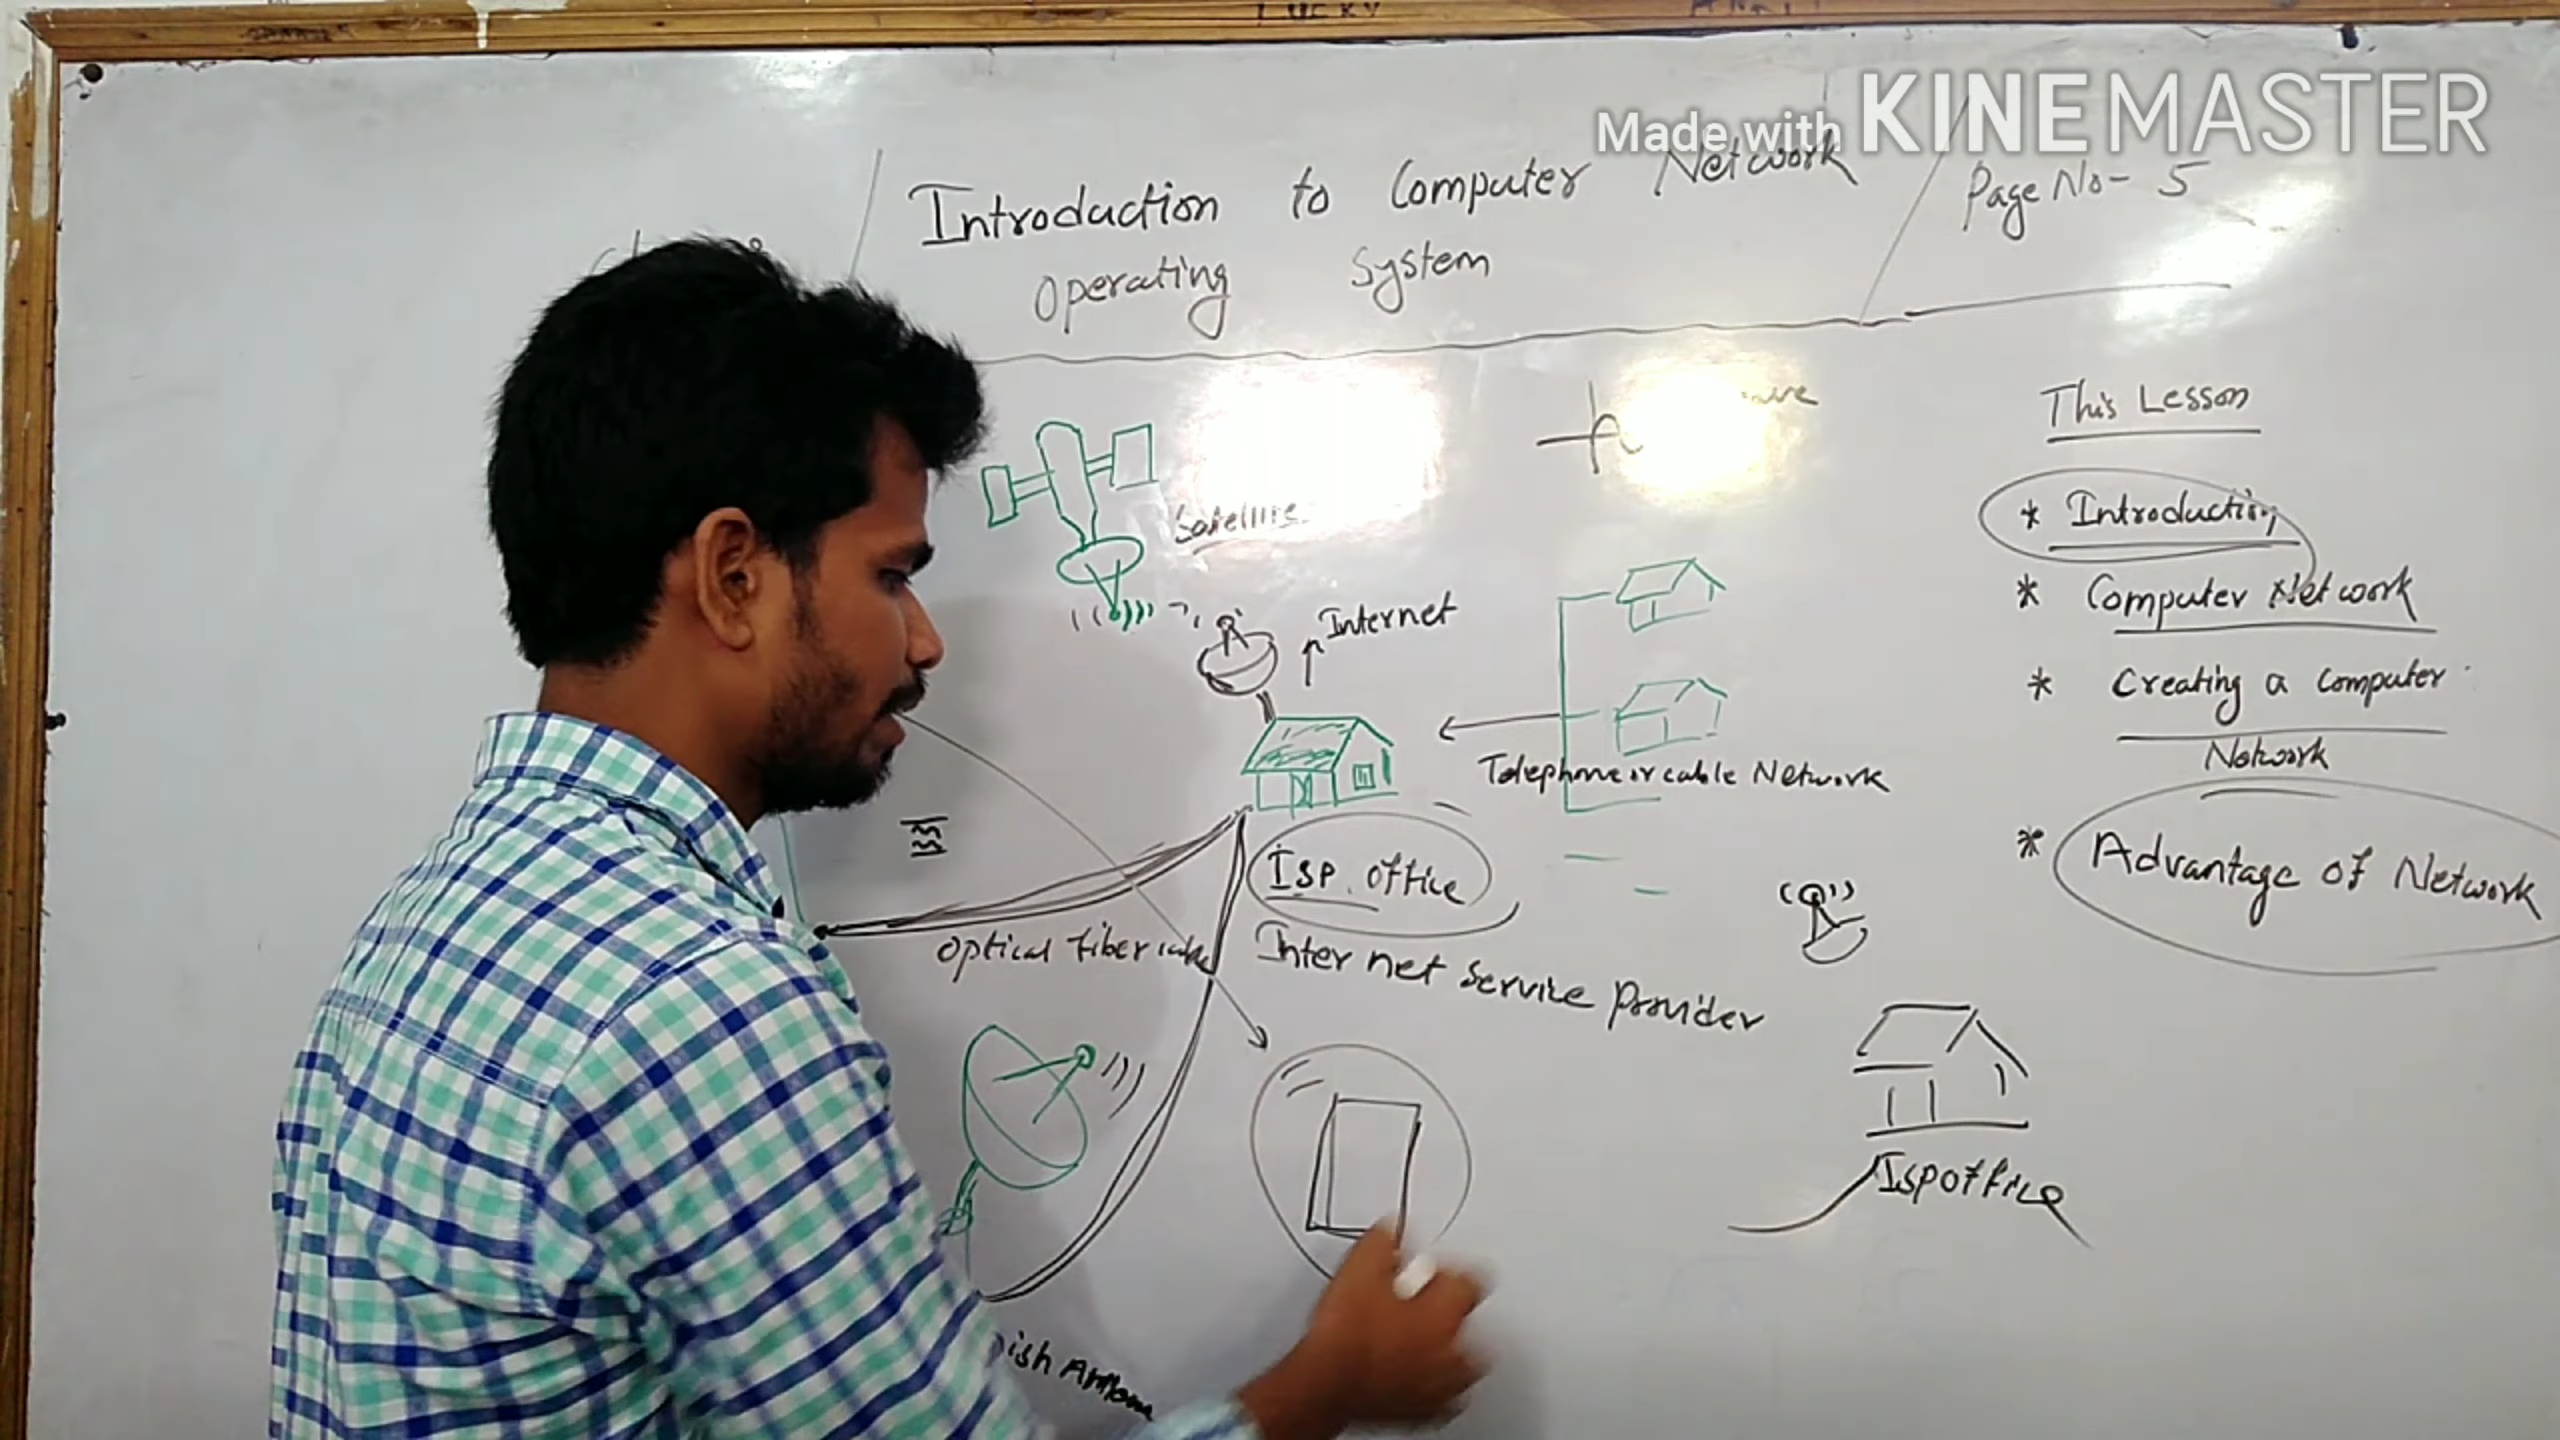 LUCKY
Made with KINEMASTER
Introduction to Computer Network
Operating System
Page No- 5
This Lesson
* Introduction
* Computer Network
* Creating a Computer
Network
* Advantage of Network
Satellite
Internet
Telephone or cable Network
Isp. office
Internet Service Provider
Optical fiber
Isp office
ish